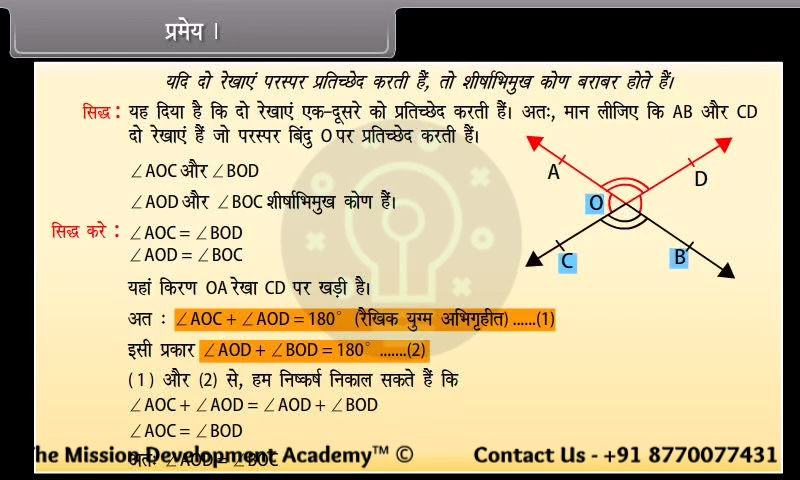 प्रमेय ।
यदि दो रेखाएं परस्पर प्रतिच्छेद करती हैं, तो शीर्षाभिमुख कोण बराबर होते हैं।
सिद्ध : यह दिया है कि दो रेखाएं एक-दूसरे को प्रतिच्छेद करती हैं। अतः, मान लीजिए कि AB और CD
दो रेखाएं हैं जो परस्पर बिंदु O पर प्रतिच्छेद करती हैं।
∠AOC और ∠BOD
∠AOD और ∠BOC शीर्षाभिमुख कोण हैं।
सिद्ध करे : ∠AOC = ∠BOD
∠AOD = ∠BOC
यहां किरण OA रेखा CD पर खड़ी है।
अत : ∠AOC + ∠AOD = 180° (रैखिक युग्म अभिगृहीत) ......(1)
इसी प्रकार ∠AOD + ∠BOD = 180° .......(2)
(1) और (2) से, हम निष्कर्ष निकाल सकते हैं कि
∠AOC + ∠AOD = ∠AOD + ∠BOD
∠AOC = ∠BOD
अतः ∠AOD = ∠BOC
A
D
O
C
B
The Mission Development Academy™ © Contact Us - +91 8770077431